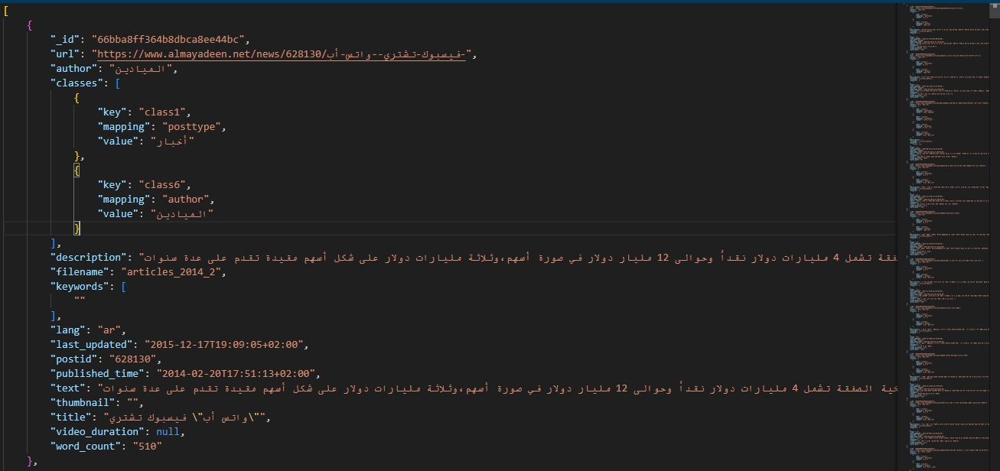 [
{
"_id": "66bba8ff364b8dbca8ee44bc",
"url": "https://www.almayadeen.net/news/628130/فيسبوك-تشتري--واتس-أب-",
"author": "الميادين",
"classes": [
{
"key": "class1",
"mapping": "posttype",
"value": "أخبار"
},
{
"key": "class6",
"mapping": "author",
"value": "الميادين"
}
],
"description": "فقة تشمل 4 مليارات دولار نقداً وحوالى 12 مليار دولار في صورة أسهم،وثلاثة مليارات دولار على شكل أسهم مقيدة تقدم على عدة سنوات
"filename": "articles_2014_2",
"keywords": [
""
],
"lang": "ar",
"last_updated": "2015-12-17T19:09:05+02:00",
"postid": "628130",
"published_time": "2014-02-20T17:51:13+02:00",
"text": "خية الصفقة تشمل 4 مليارات دولار نقداً وحوالى 12 مليار دولار في صورة أسهم،وثلاثة مليارات دولار على شكل أسهم مقيدة تقدم على عدة سنوات
"thumbnail": "",
"title": "فيسبوك تشتري \"واتس أب\"",
"video_duration": null,
"word_count": "510"
},